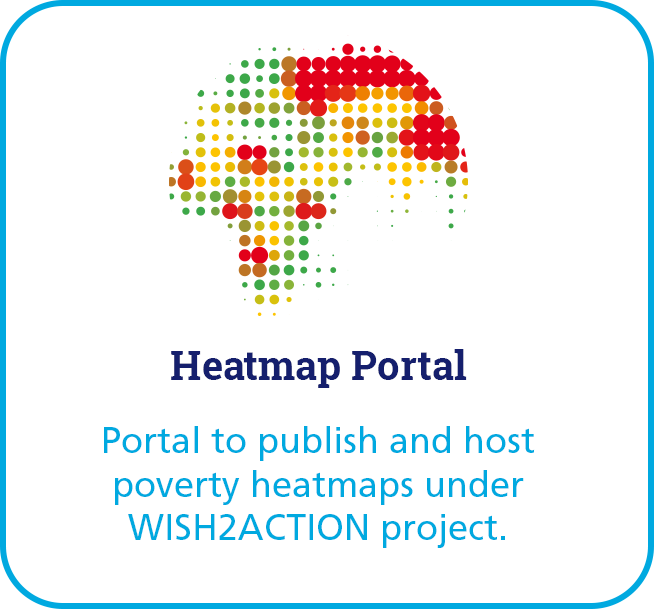 Heatmap Portal
Portal to publish and host
poverty heatmaps under
WISH2ACTION project.